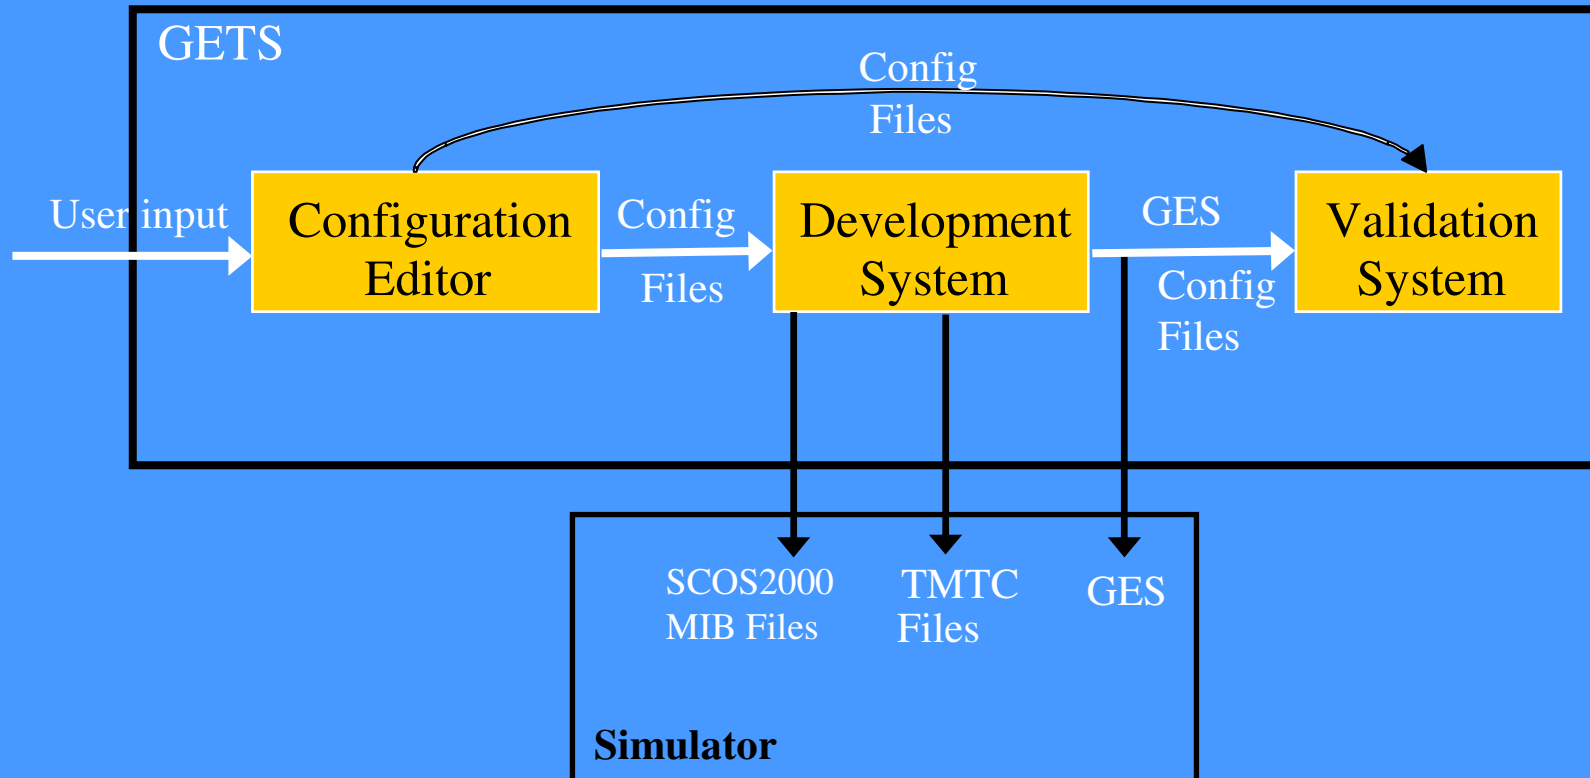 GETS
Config
Files
User input
Configuration
Editor
Config
Files
Development
System
GES
Config
Files
Validation
System
SCOS2000
MIB Files
TMTC
Files
GES
Simulator